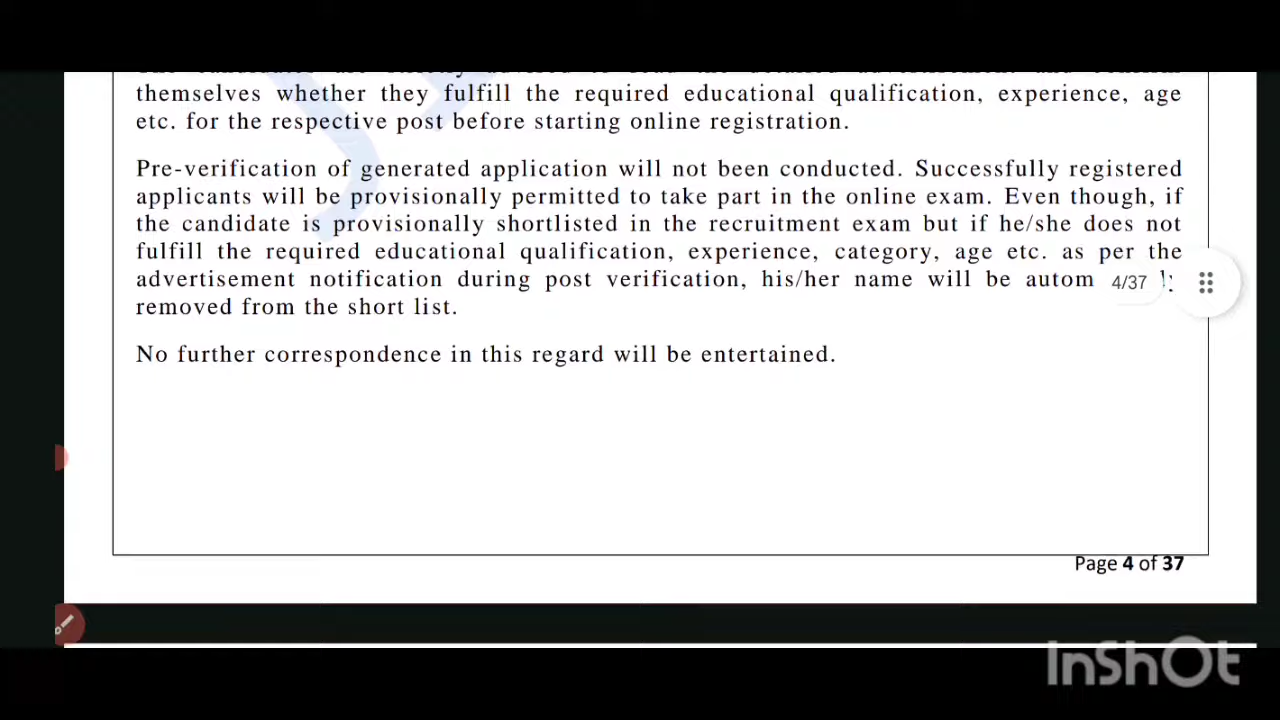 themselves whether they fulfill the required educational qualification, experience, age
etc. for the respective post before starting online registration.
Pre-verification of generated application will not been conducted. Successfully registered
applicants will be provisionally permitted to take part in the online exam. Even though, if
the candidate is provisionally shortlisted in the recruitment exam but if he/she does not
fulfill the required educational qualification, experience, category, age etc. as per the
advertisement notification during post verification, his/her name will be autom
4/37
removed from the short list.
No further correspondence in this regard will be entertained.
Page 4 of 37
InShOt